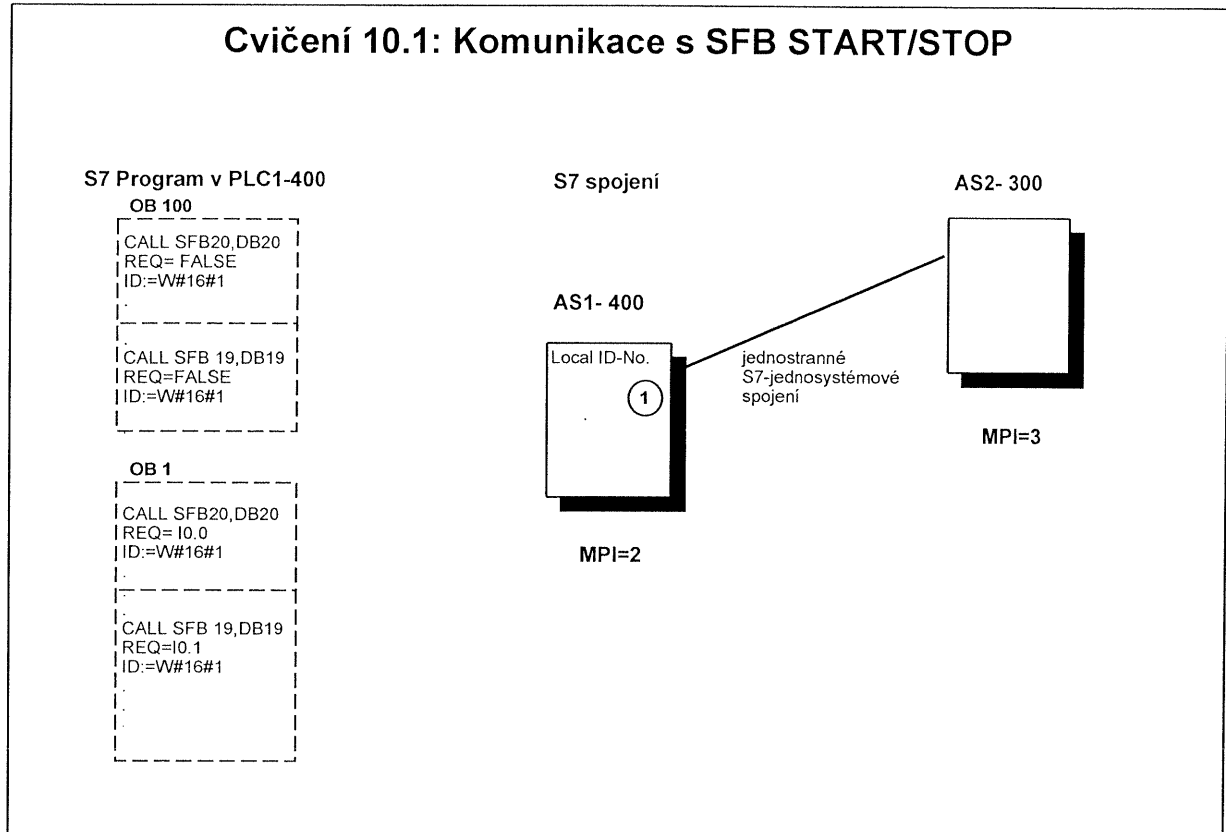 Cvičení 10.1: Komunikace s SFB START/STOP
S7 Program v PLC1-400
OB 100
CALL SFB20,DB20
REQ= FALSE
ID:=W#16#1
.
.
CALL SFB 19,DB19
REQ=FALSE
ID:=W#16#1
OB 1
CALL SFB20,DB20
REQ= I0.0
ID:=W#16#1
.
.
.
CALL SFB 19,DB19
REQ=I0.1
ID:=W#16#1
.
.
.
S7 spojení
AS1- 400
Local ID-No.
1
MPI=2
jednostranné
S7-jednosystémové
spojení
AS2- 300
MPI=3